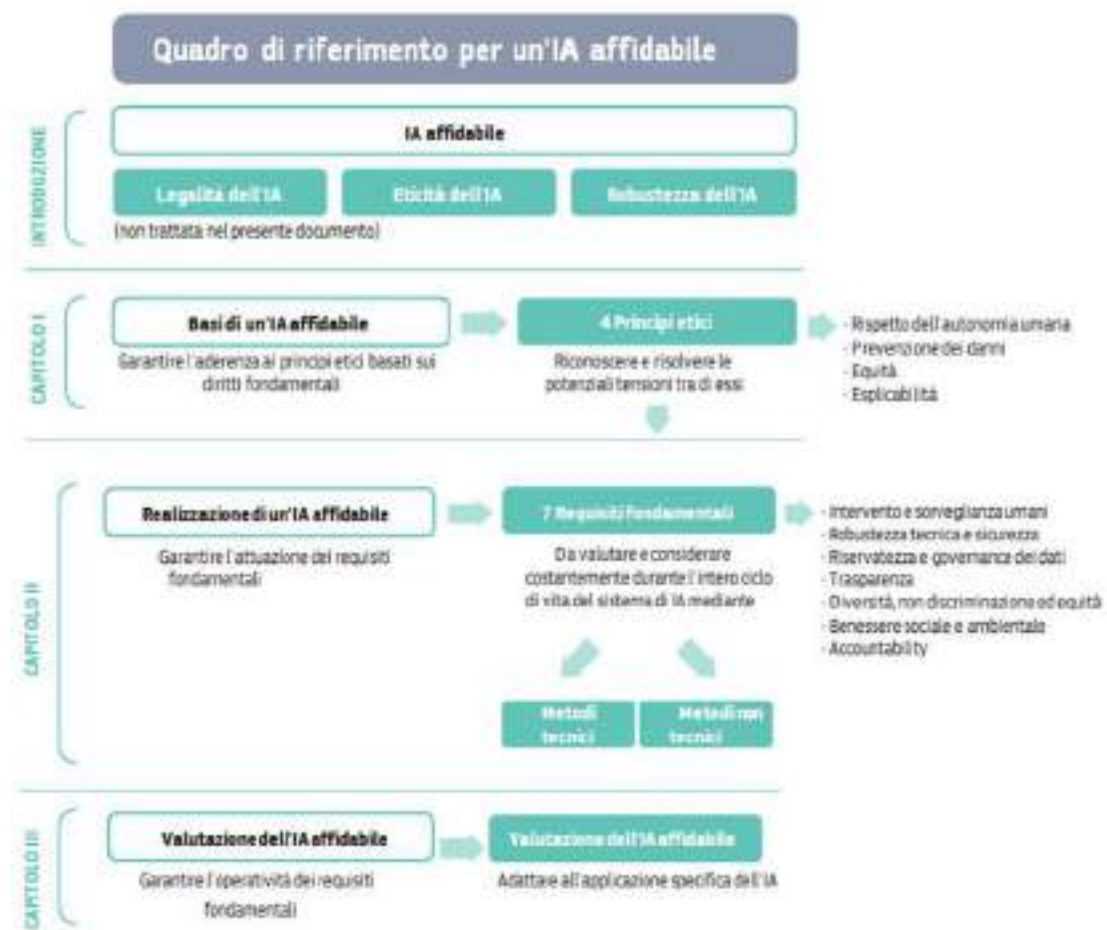 Quadro di riferimento per un'IA affidabile
INTRODUZIONE
IA affidabile
Legalità dell'IA
Eticità dell'IA
Robustezza dell'IA
(non trattata nel presente documento)
CAPITOLO I
Basi di un'IA affidabile
Garantire l'aderenza ai principi etici basati sui
diritti fondamentali
4 Principi etici
Riconoscere e risolvere le
potenziali tensioni tra di essi
- Rispetto dell'autonomia umana
- Prevenzione dei danni
- Equità
- Esplicabilità
CAPITOLO II
Realizzazione di un'IA affidabile
Garantire l'attuazione dei requisiti
fondamentali
7 Requisiti fondamentali
Da valutare e considerare
costantemente durante l'intero ciclo
di vita del sistema di IA mediante
- Intervento e sorveglianza umani
- Robustezza tecnica e sicurezza
- Riservatezza e governance dei dati
- Trasparenza
- Diversità, non discriminazione ed equità
- Benessere sociale e ambientale
- Accountability
Metodi
tecnici
Metodi non
tecnici
CAPITOLO III
Valutazione dell'IA affidabile
Garantire l'operatività dei requisiti
fondamentali
Valutazione dell'IA affidabile
Adattare all'applicazione specifica dell'IA